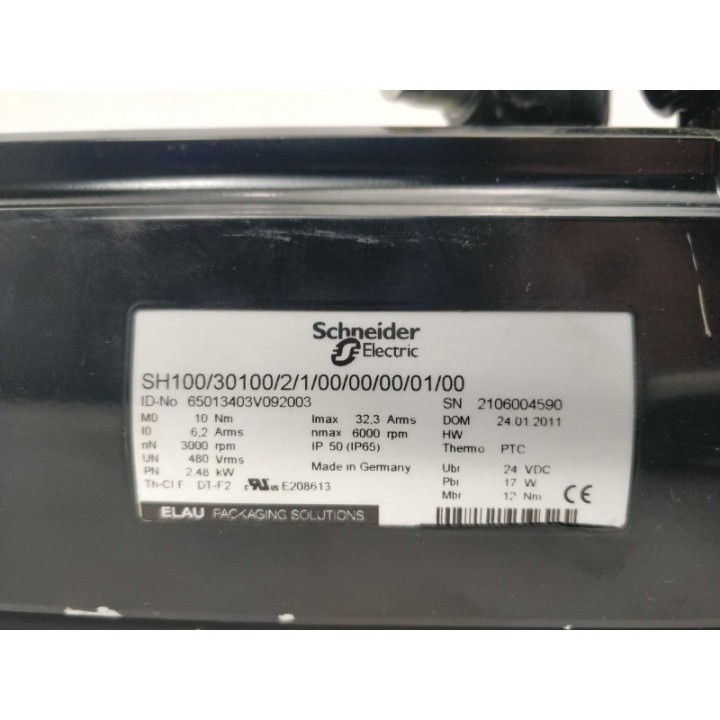 Schneider
Electric
SH100/30100/2/1/00/00/00/01/00
ID-No 65013403V092003 SN 2106004590
M0 10 Nm Imax 32,3 Arms DOM 24.01.2011
I0 6,2 Arms nmax 6000 rpm HW
nN 3000 rpm IP 50 (IP65) Thermo PTC
UN 480 Vrms
PN 2.48 kW Made in Germany Ubr 24 VDC
Th-Cl F DT-F2 c RU us E208613 Pbr 17 W
Mbr 12 Nm CE
ELAU PACKAGING SOLUTIONS